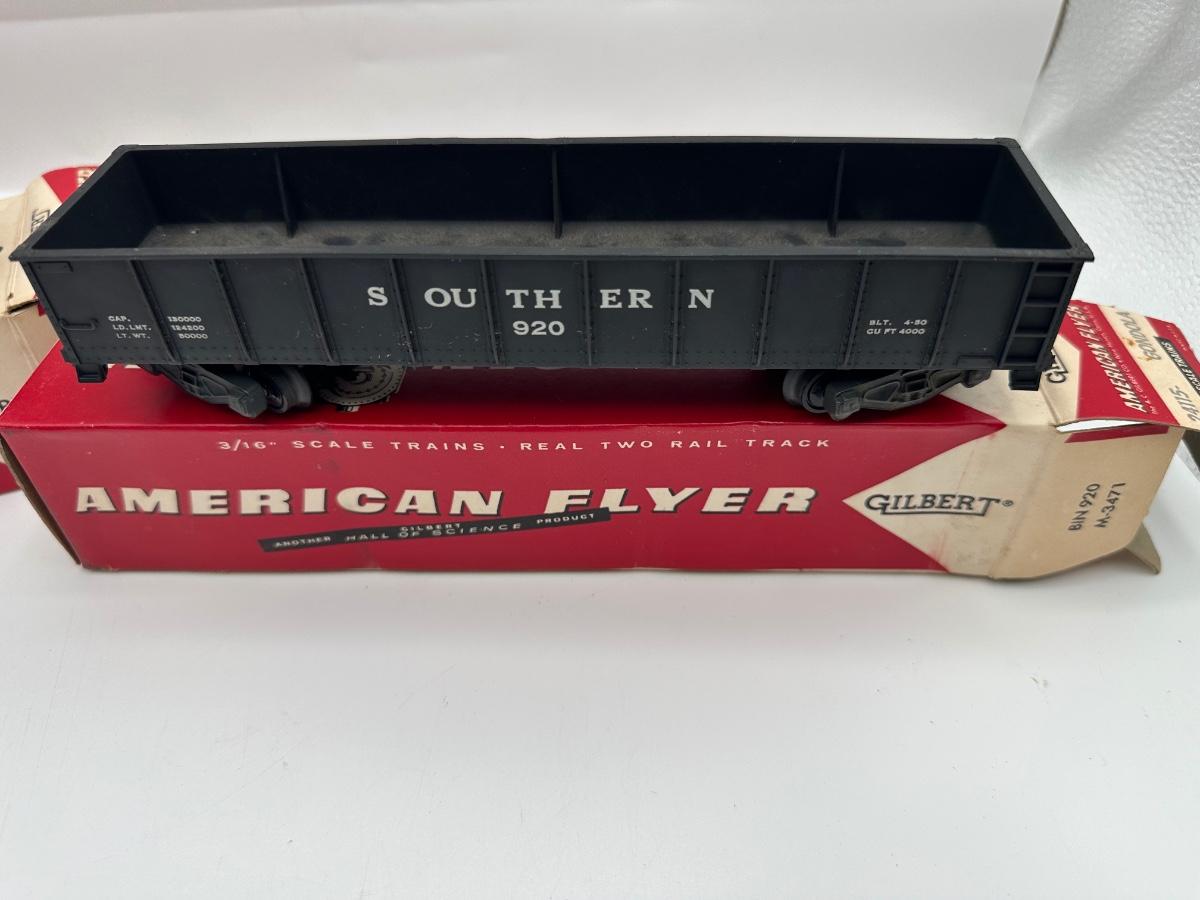 SOUTHERN
920
CAP. 130000
LD. LMT. 124200
LT. WT. 50000
BLT. 4-50
CU FT 4000
3/16" SCALE TRAINS • REAL TWO RAIL TRACK
AMERICAN FLYER
ANOTHER GILBERT HALL OF SCIENCE PRODUCT
GILBERT®
BIN 920
M-3471
AMERICAN FLYER
GONDOLA